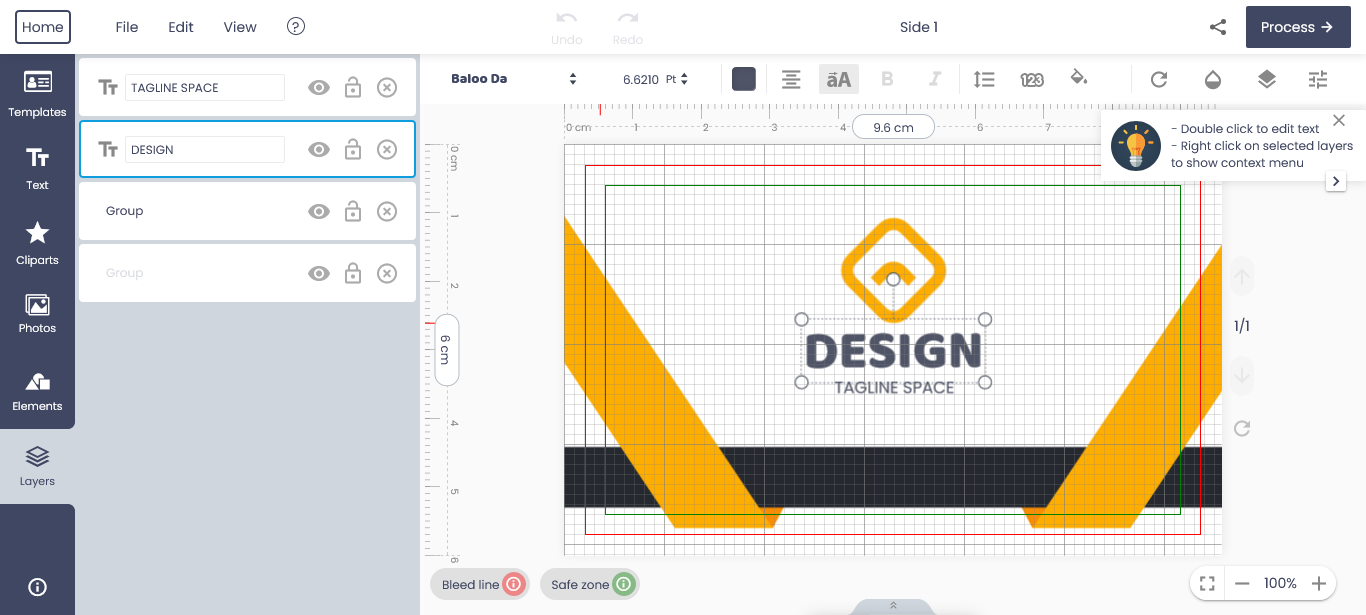 Home
File
Edit
View
?
Undo
Redo
Side 1
Process
Templates
Text
Cliparts
Photos
Elements
Layers
TAGLINE SPACE
DESIGN
Group
Group
Baloo Da
6.6210 Pt
aA
B
I
123
0 cm
1
2
3
4
9.6 cm
6
7
- Double click to edit text
- Right click on selected layers
to show context menu
0 cm
1
2
6 cm
4
5
6
DESIGN
TAGLINE SPACE
1/1
Bleed line
Safe zone
100%